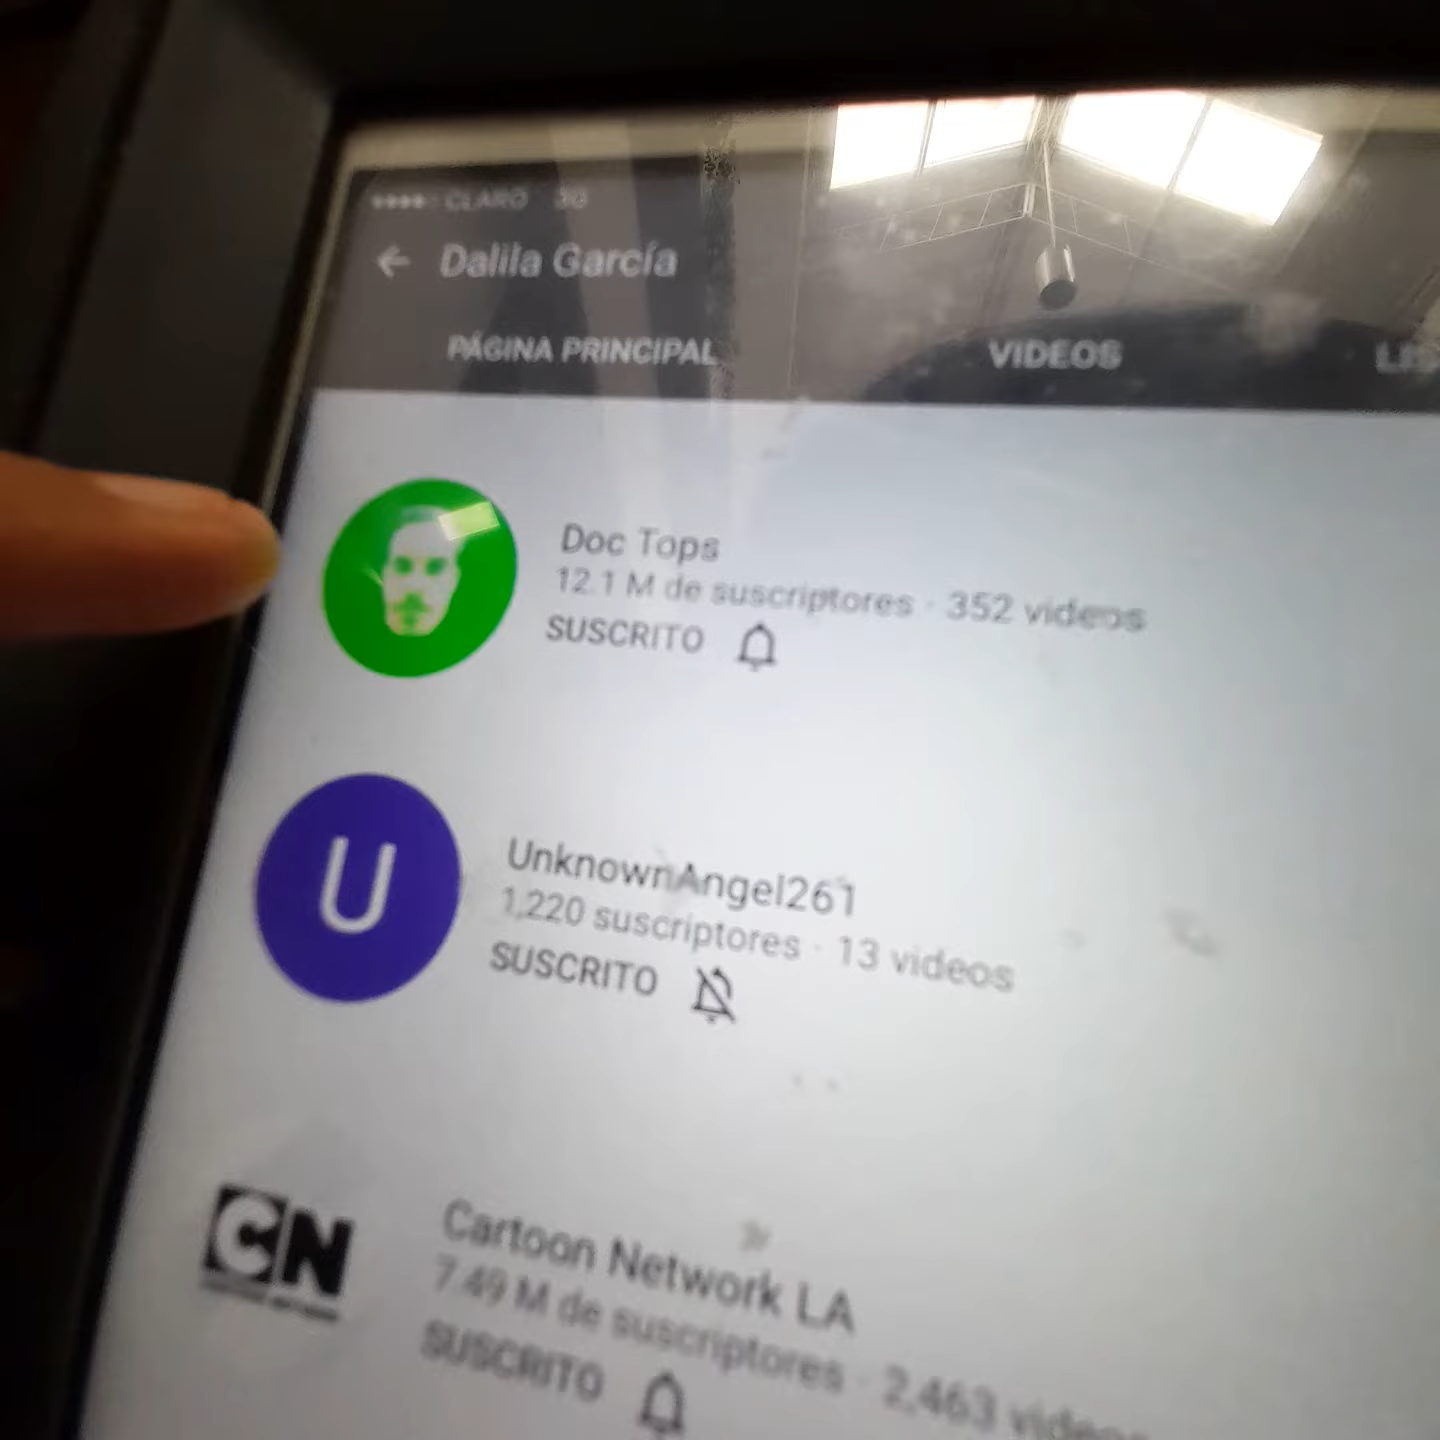 CLARO 3G
Dalila García
PÁGINA PRINCIPAL VIDEOS
Doc Tops
12.1 M de suscriptores · 352 videos
SUSCRITO
U
UnknownAngel261
1,220 suscriptores · 13 videos
SUSCRITO
CN
Cartoon Network LA
7.49 M de suscriptores · 2,463 videos
SUSCRITO